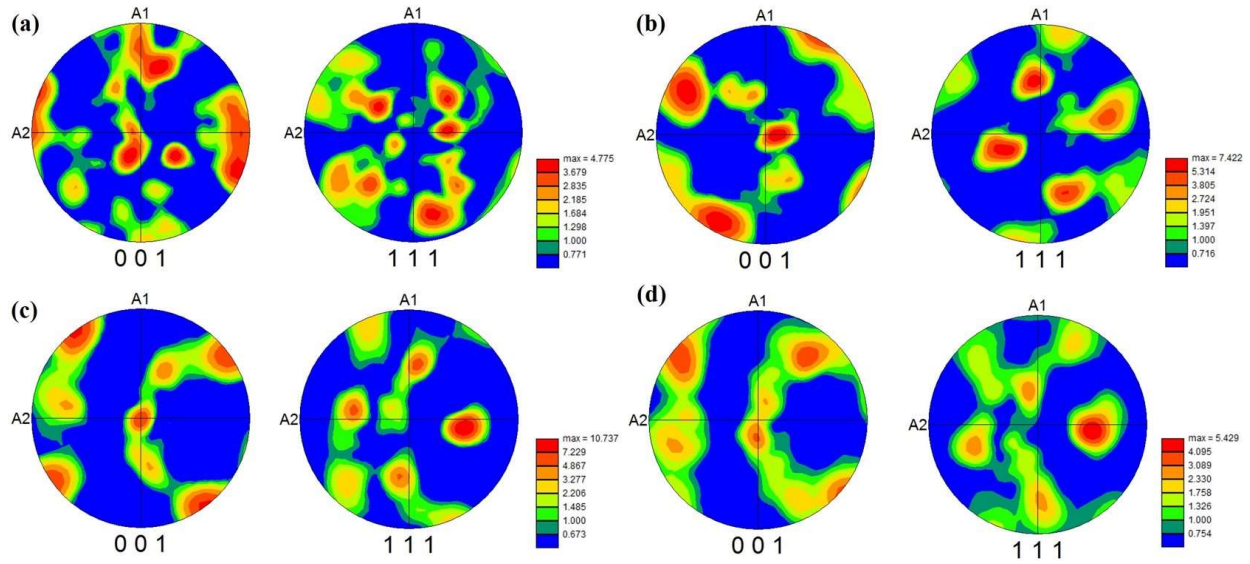 (a)
A1
A2
0 0 1
A1
A2
1 1 1
max = 4.775
3.679
2.835
2.185
1.684
1.298
1.000
0.771
(b)
A1
A2
0 0 1
A1
A2
1 1 1
max = 7.422
5.314
3.805
2.724
1.951
1.397
1.000
0.716
(c)
A1
A2
0 0 1
A1
A2
1 1 1
max = 10.737
7.229
4.867
3.277
2.206
1.485
1.000
0.673
(d)
A1
A2
0 0 1
A1
A2
1 1 1
max = 5.429
4.095
3.089
2.330
1.758
1.326
1.000
0.754